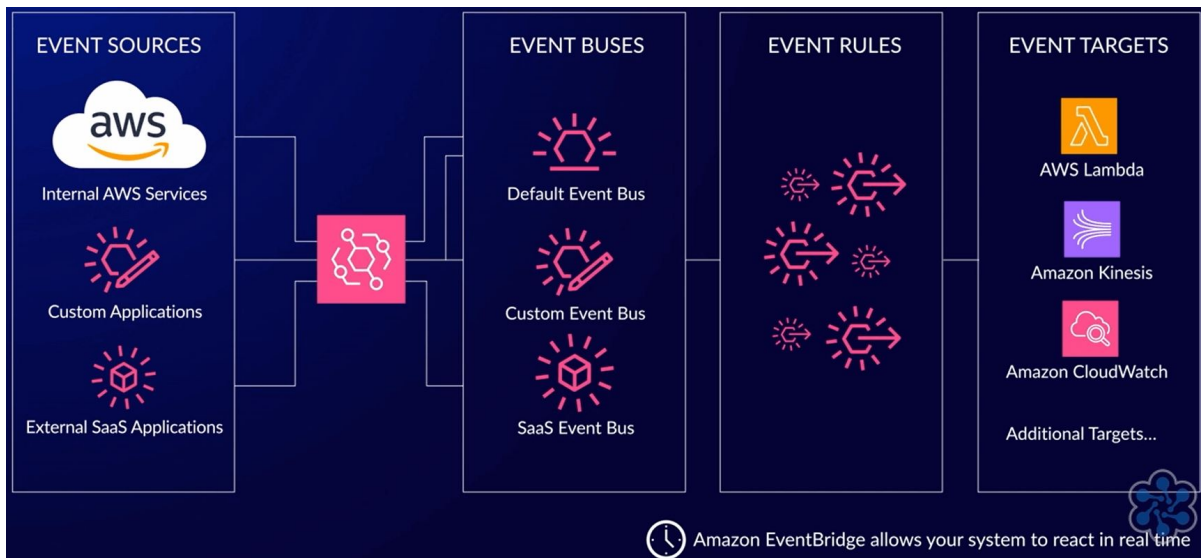 EVENT SOURCES
aws
Internal AWS Services
Custom Applications
External SaaS Applications
EVENT BUSES
Default Event Bus
Custom Event Bus
SaaS Event Bus
EVENT RULES
EVENT TARGETS
AWS Lambda
Amazon Kinesis
Amazon CloudWatch
Additional Targets...
Amazon EventBridge allows your system to react in real time